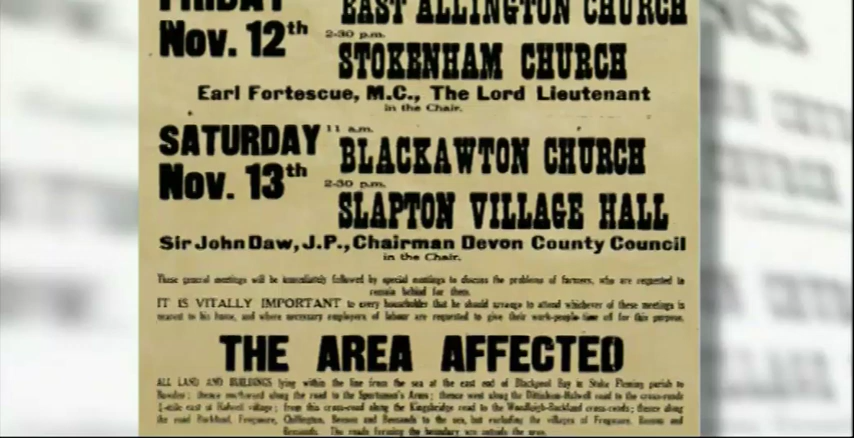 FRIDAY
EAST ALLINGTON CHURCH
Nov. 12th
2-30 p.m.
STOKENHAM CHURCH
Earl Fortescue, M.C., The Lord Lieutenant
in the Chair.
SATURDAY
11 a.m.
BLACKAWTON CHURCH
Nov. 13th
2-30 p.m.
SLAPTON VILLAGE HALL
Sir John Daw, J.P., Chairman Devon County Council
in the Chair.
These general meetings will be immediately followed by special meetings to discuss the problems of farmers, who are requested to
remain behind for them.
IT IS VITALLY IMPORTANT to every householder that he should arrange to attend whichever of these meetings is
nearest to his home, and where necessary employers of labour are requested to give their work-people time off for this purpose.
THE AREA AFFECTED
ALL LAND AND BUILDINGS lying within the line from the sea at the east end of Blackpool Bay in Stoke Fleming parish to
Bowden; thence northward along the road to the Sportsman's Arms; thence west along the Dittisham-Halwell road to the cross-roads
¼-mile east of Halwell village; from this cross-road along the Kingsbridge road to the Woodleigh-Buckland cross-roads; thence along
the road Buckland, Frogmore, Chillington, Beeson and Beesands to the sea, but excluding the villages of Frogmore, Beeson and
Beesands. The roads forming the boundary are outside the area.